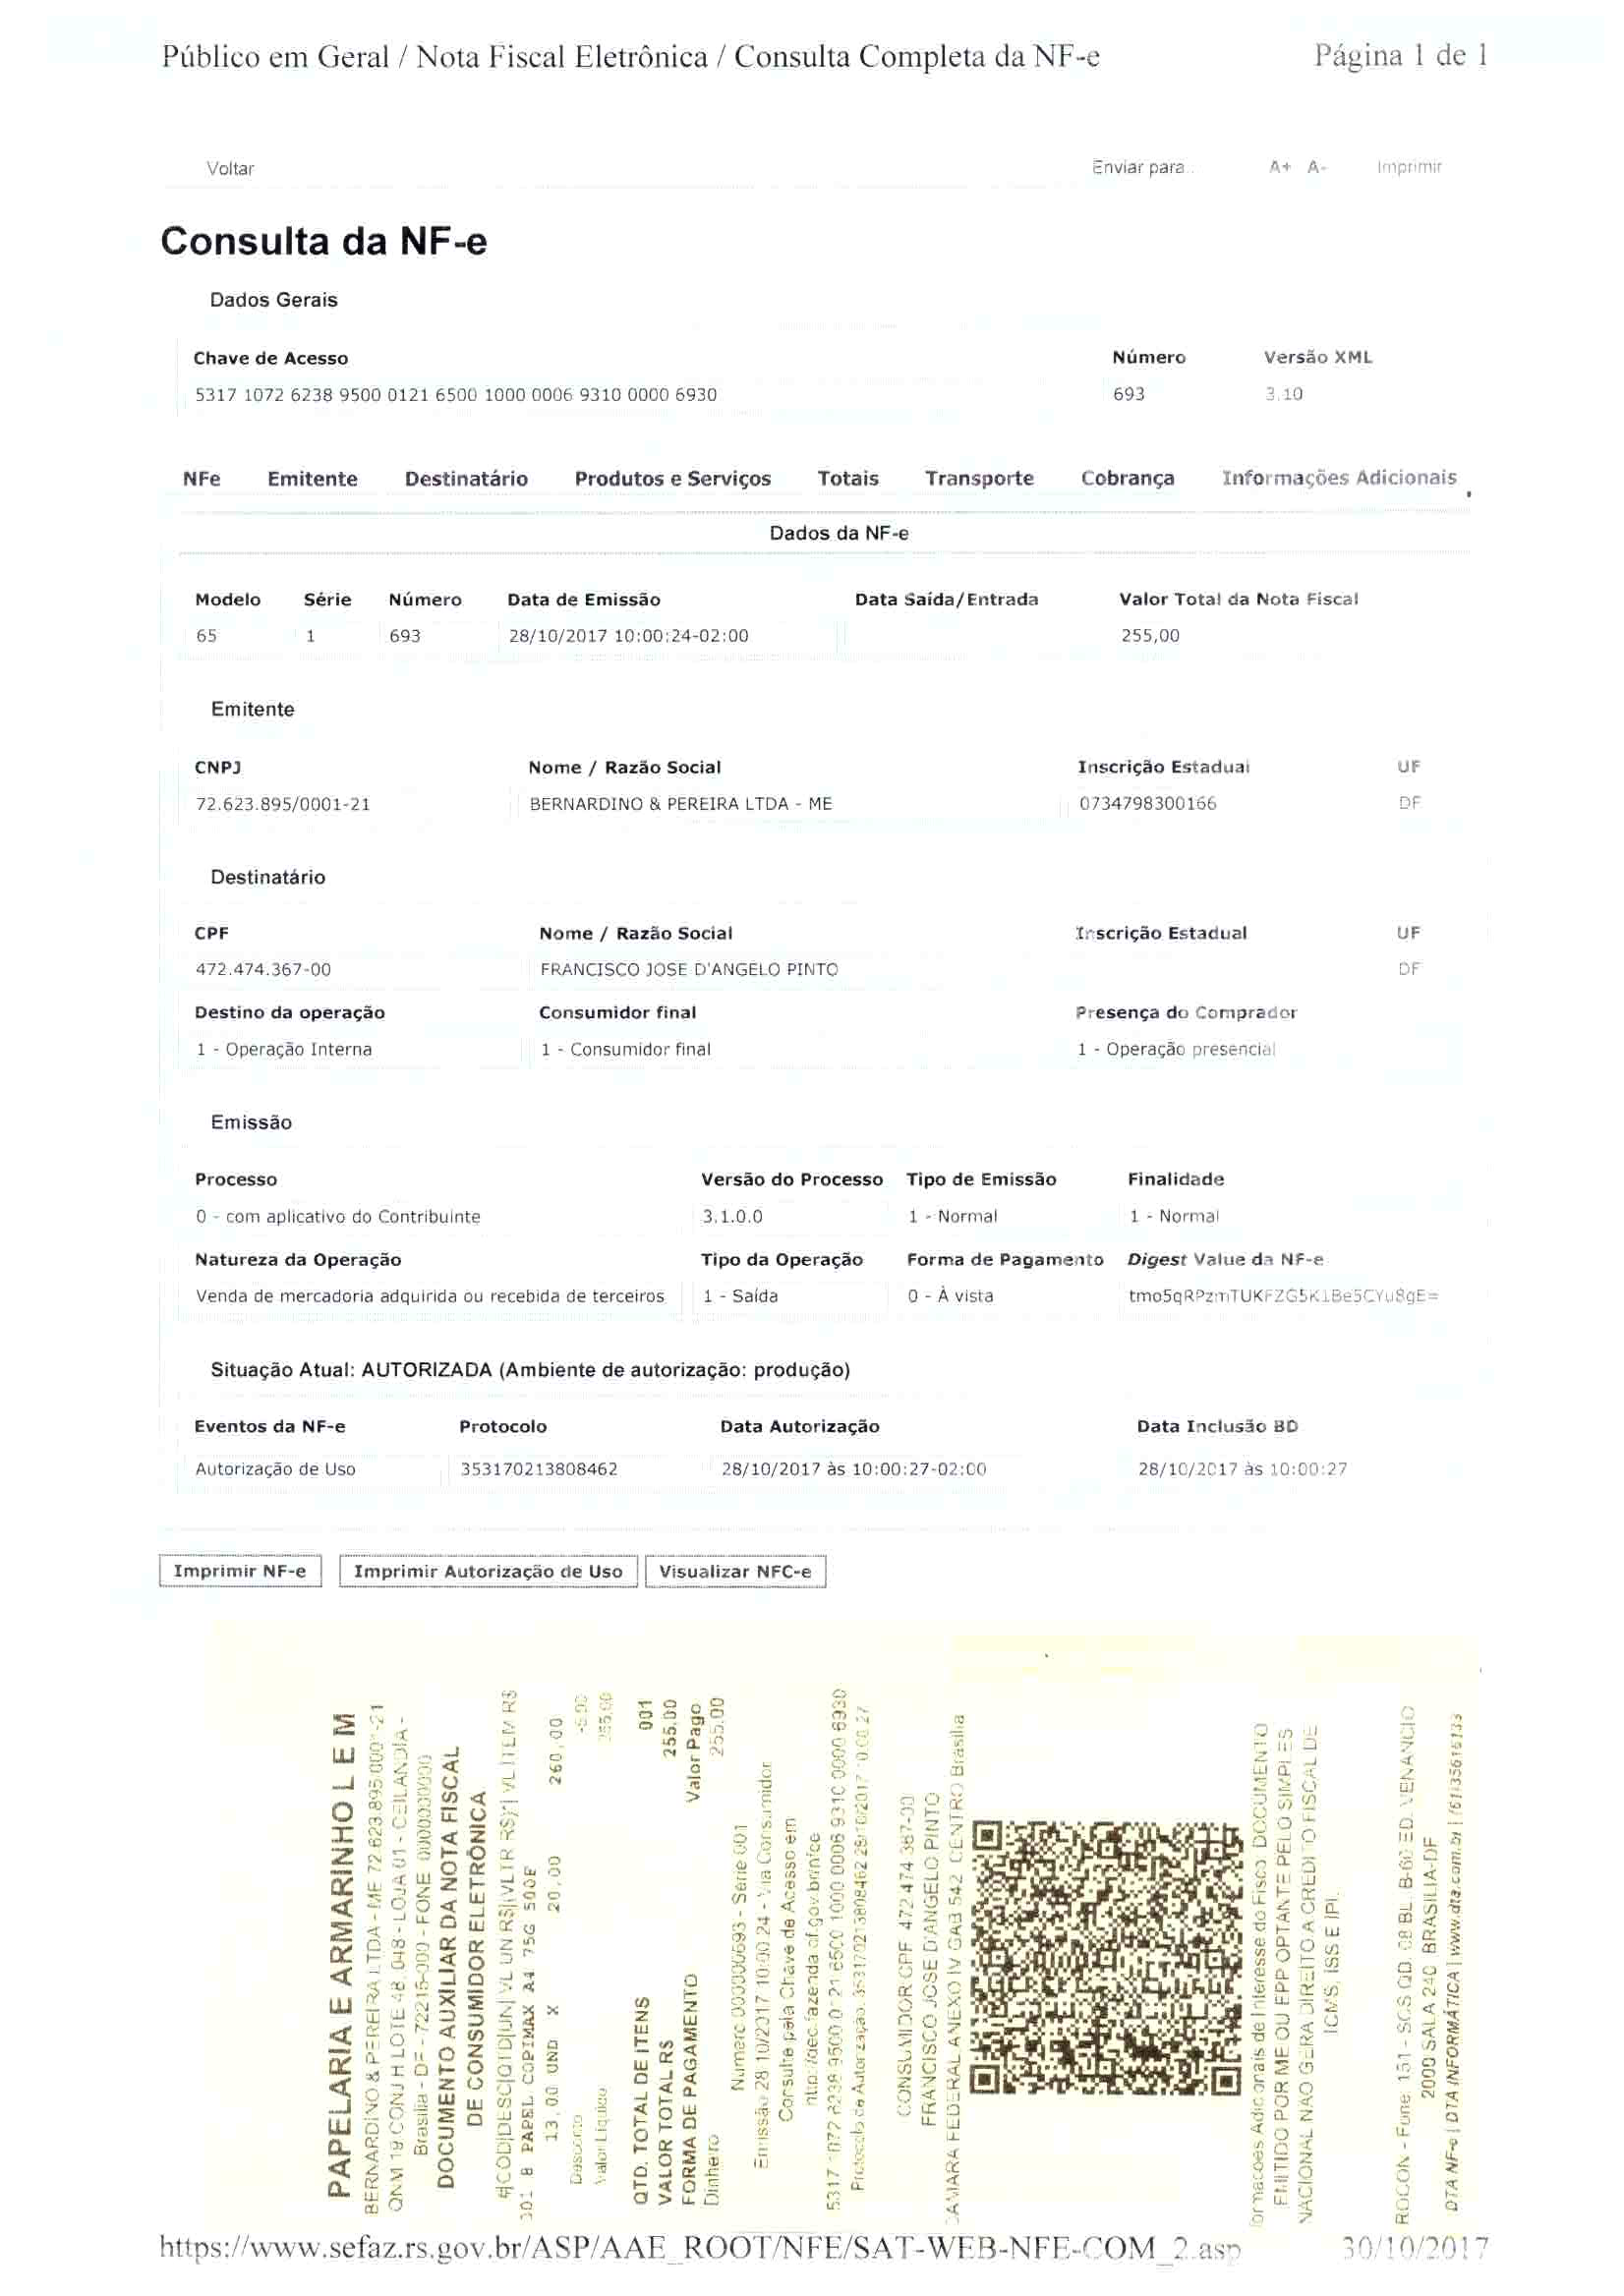 Público em Geral / Nota Fiscal Eletrônica / Consulta Completa da NF-e Página 1 de 1
Voltar Enviar para.. A+ A- Imprimir
Consulta da NF-e
Dados Gerais
Chave de Acesso Número Versão XML
5317 1072 6238 9500 0121 6500 1000 0006 9310 0000 6930 693 3.10
NFe Emitente Destinatário Produtos e Serviços Totais Transporte Cobrança Informações Adicionais
Dados da NF-e
Modelo Série Número Data de Emissão Data Saída/Entrada Valor Total da Nota Fiscal
65 1 693 28/10/2017 10:00:24-02:00 255,00
Emitente
CNPJ Nome / Razão Social Inscrição Estadual UF
72.623.895/0001-21 BERNARDINO & PEREIRA LTDA - ME 0734798300166 DF
Destinatário
CPF Nome / Razão Social Inscrição Estadual UF
472.474.367-00 FRANCISCO JOSE D'ANGELO PINTO DF
Destino da operação Consumidor final Presença do Comprador
1 - Operação Interna 1 - Consumidor final 1 - Operação presencial
Emissão
Processo Versão do Processo Tipo de Emissão Finalidade
0 - com aplicativo do Contribuinte 3.1.0.0 1 - Normal 1 - Normal
Natureza da Operação Tipo da Operação Forma de Pagamento Digest Value da NF-e
Venda de mercadoria adquirida ou recebida de terceiros 1 - Saída 0 - À vista tmo5qRPzmTUKFZG5K1Be5CYu8gE=
Situação Atual: AUTORIZADA (Ambiente de autorização: produção)
Eventos da NF-e Protocolo Data Autorização Data Inclusão BD
Autorização de Uso 353170213808462 28/10/2017 às 10:00:27-02:00 28/10/2017 às 10:00:27
Imprimir NF-e Imprimir Autorização de Uso Visualizar NFC-e
PAPELARIA E ARMARINHO L E M
BERNARDINO & PEREIRA LTDA - ME 72.623.895/0001-21
QNM 19 CONJ H LOTE 48, 048 - LOJA 01 - CEILANDIA -
Brasilia - DF - 72215-000 - FONE: 0000000000
DOCUMENTO AUXILIAR DA NOTA FISCAL
DE CONSUMIDOR ELETRÔNICA
#|COD|DESC|QTD|UN| VL UN R$|(VLTR R$)*| VL ITEM R$
001 8 PAPEL COPIMAX A4 75G 500F
13,00 UND X 20,00 260,00
Desconto -5,00
Valor Liquido 255,00
QTD. TOTAL DE ITENS 001
VALOR TOTAL R$ 255.00
FORMA DE PAGAMENTO Valor Pago
Dinheiro 255.00
Numero 000000693 - Serie 001
Emissão 28/10/2017 10:00:24 - Via Consumidor
Consulte pela Chave de Acesso em
5317 1072 6238 9500 0121 6500 1000 0006 9310 0000 6930
Protocolo de Autorização: 353170213808462 28/10/2017 10:00:27
CONSUMIDOR CPF: 472.474.367-00
FRANCISCO JOSE D'ANGELO PINTO
CAMARA FEDERAL ANEXO IV GAB 542 CENTRO Brasilia
Informacoes Adicionais de Interesse do Fisco: DOCUMENTO
EMITIDO POR ME OU EPP OPTANTE PELO SIMPLES
NACIONAL NAO GERA DIREITO A CREDITO FISCAL DE
ICMS, ISS E IPI.
PROCON - Fone: 151 - SCS QD. 08 BL. B-60 ED. VENANCIO
2000 SALA 240 BRASILIA-DF
DTA NF-e | DTA INFORMÁTICA | www.dta.com.br | (61)35616133
https://www.sefaz.rs.gov.br/ASP/AAE_ROOT/NFE/SAT-WEB-NFE-COM_2.asp 30/10/2017